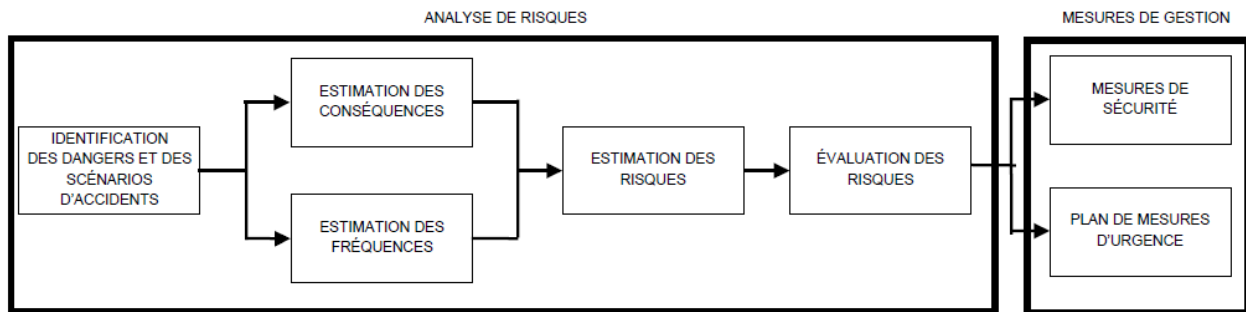 ANALYSE DE RISQUES
MESURES DE GESTION
IDENTIFICATION
DES DANGERS ET DES
SCÉNARIOS
D'ACCIDENTS
ESTIMATION DES
CONSÉQUENCES
ESTIMATION DES
FRÉQUENCES
ESTIMATION DES
RISQUES
ÉVALUATION DES
RISQUES
MESURES DE
SÉCURITÉ
PLAN DE MESURES
D'URGENCE